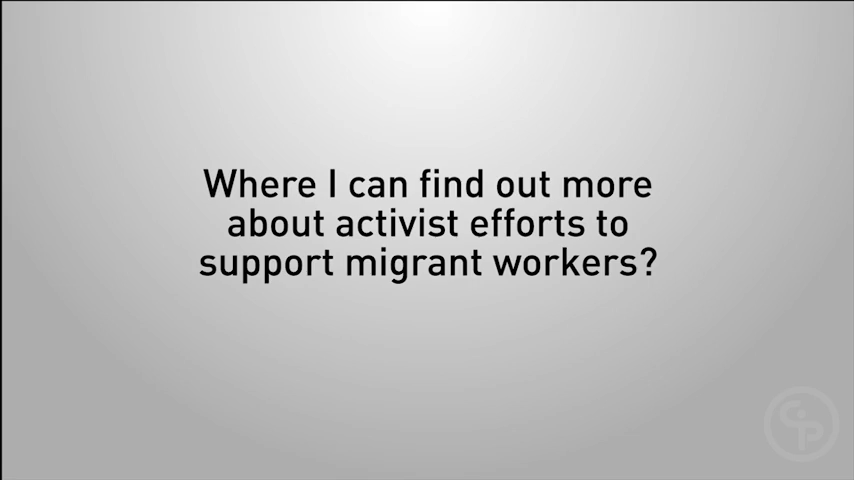 Where I can find out more
about activist efforts to
support migrant workers?